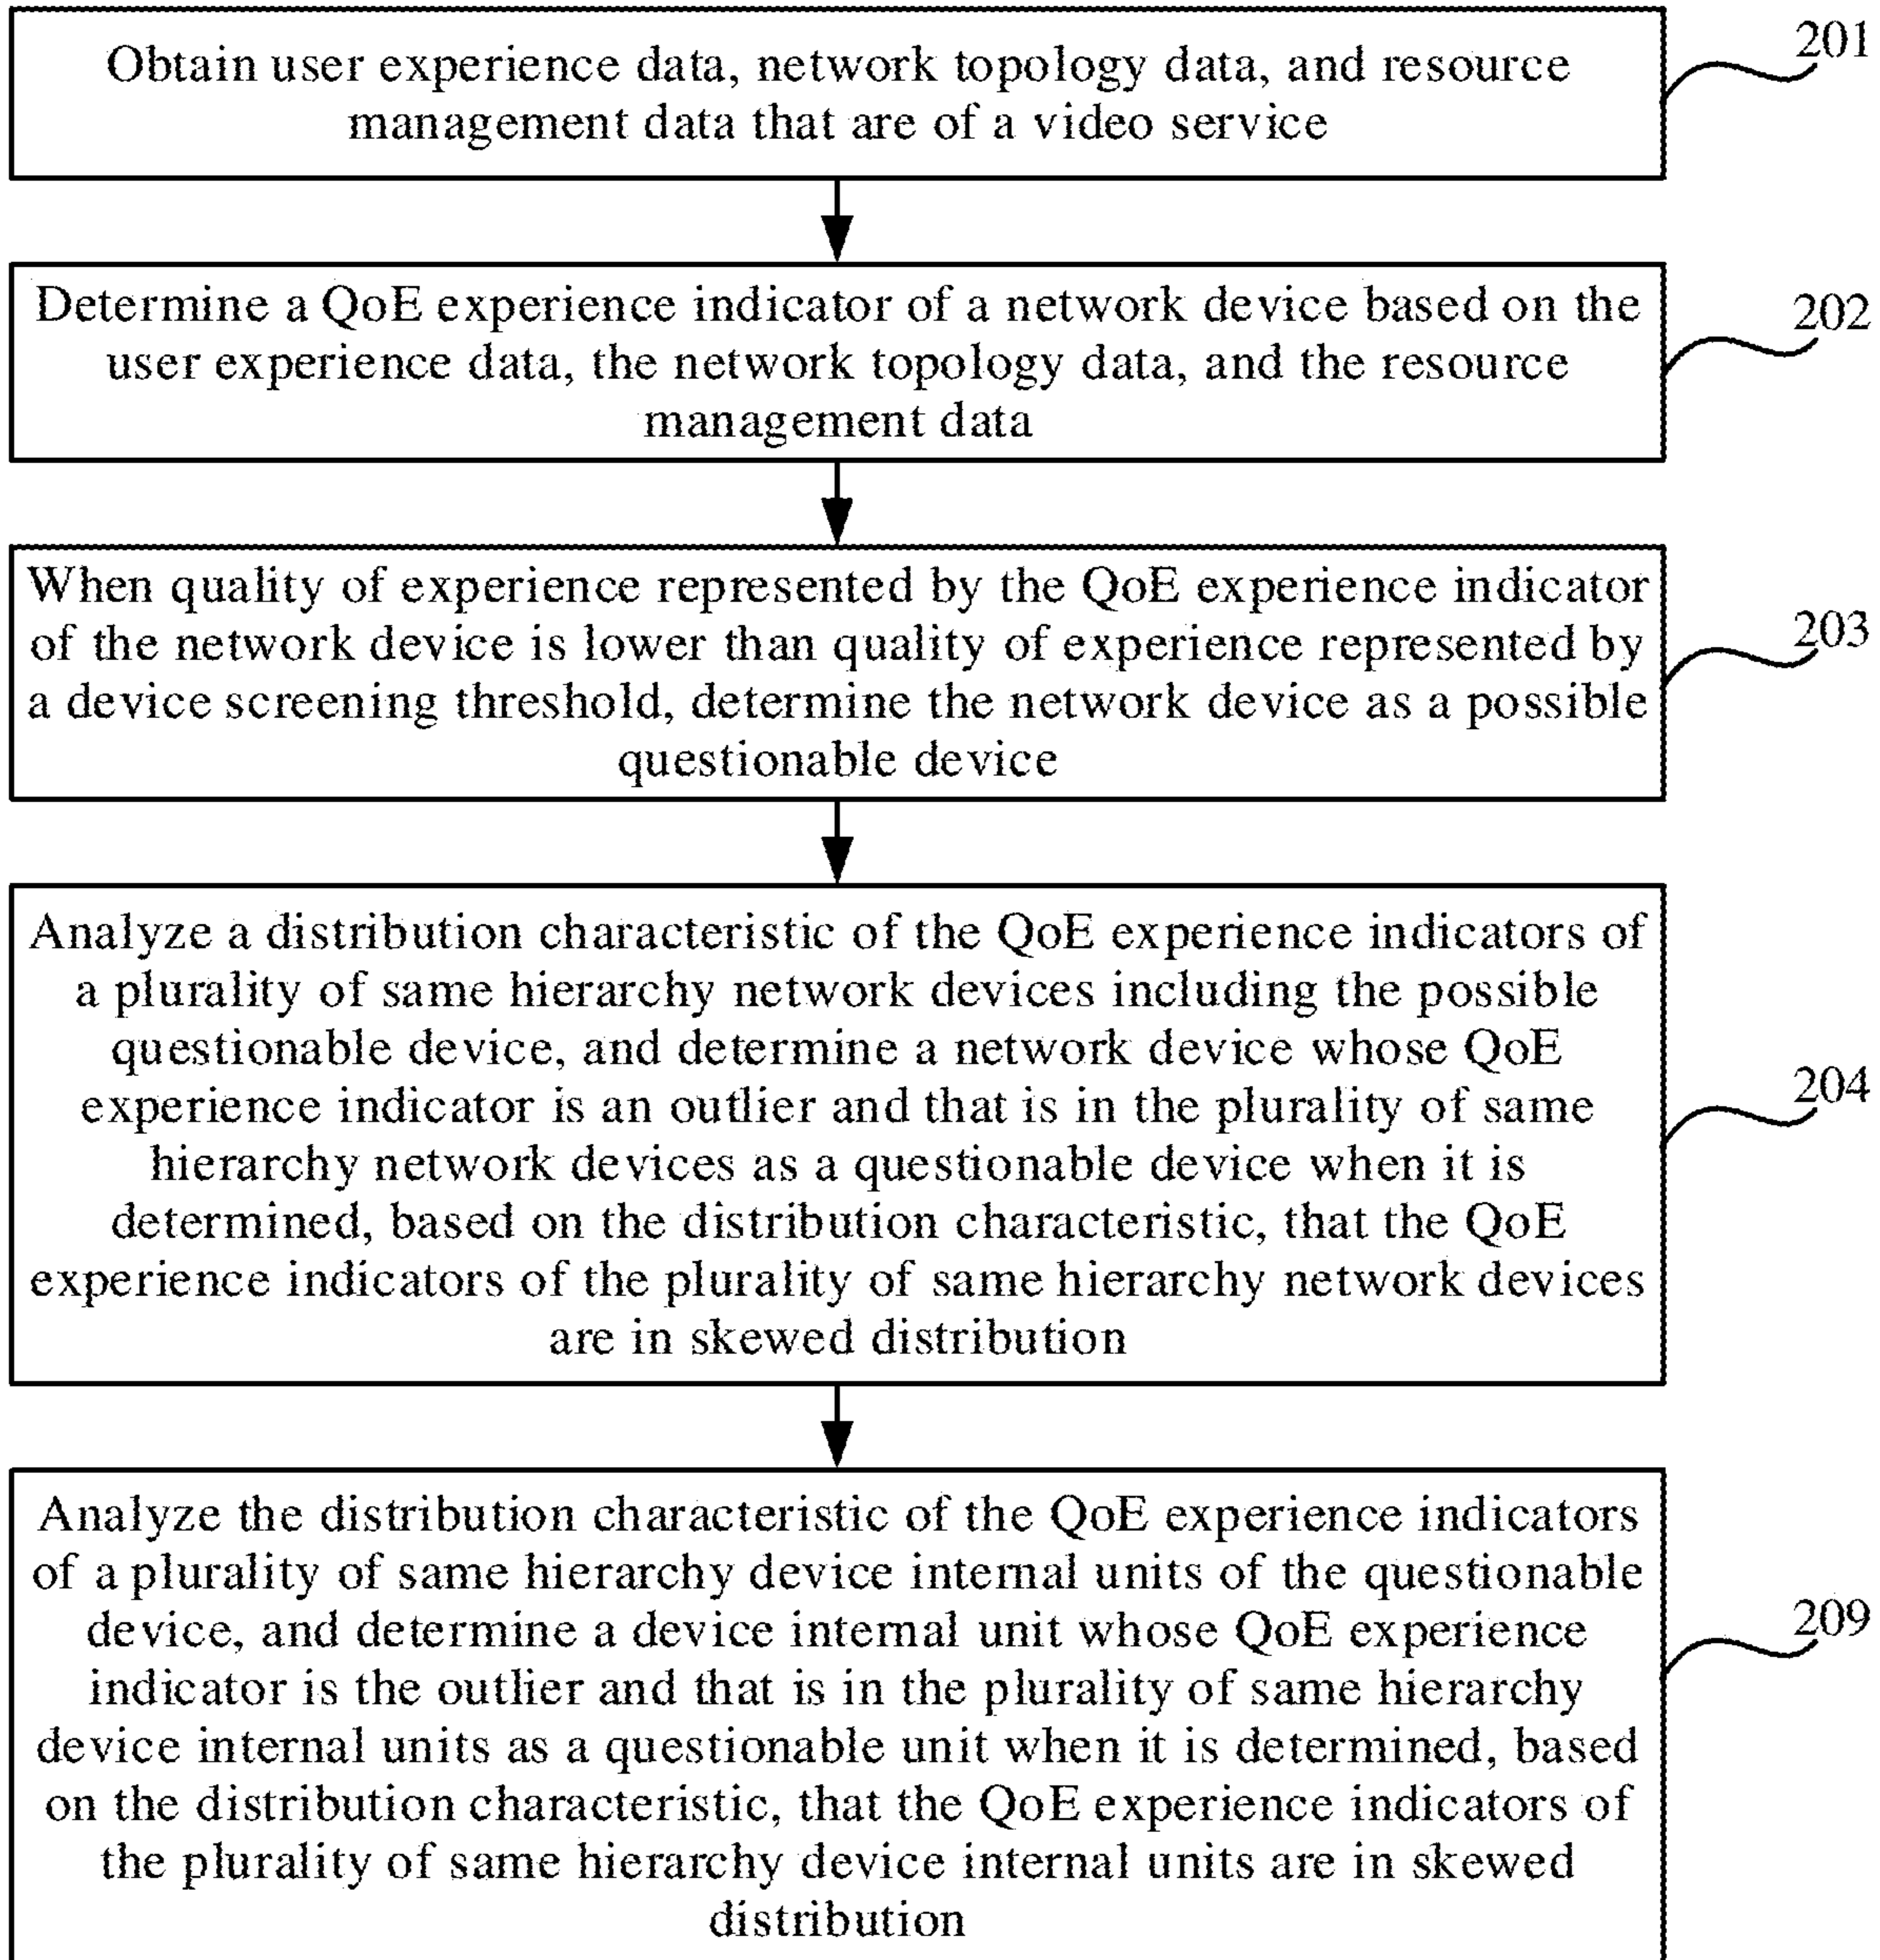 Obtain user experience data, network topology data, and resource
management data that are of a video service
201
Determine a QoE experience indicator of a network device based on the
user experience data, the network topology data, and the resource
management data
202
When quality of experience represented by the QoE experience indicator
of the network device is lower than quality of experience represented by
a device screening threshold, determine the network device as a possible
questionable device
203
Analyze a distribution characteristic of the QoE experience indicators of
a plurality of same hierarchy network devices including the possible
questionable device, and determine a network device whose QoE
experience indicator is an outlier and that is in the plurality of same
hierarchy network devices as a questionable device when it is
determined, based on the distribution characteristic, that the QoE
experience indicators of the plurality of same hierarchy network devices
are in skewed distribution
204
Analyze the distribution characteristic of the QoE experience indicators
of a plurality of same hierarchy device internal units of the questionable
device, and determine a device internal unit whose QoE experience
indicator is the outlier and that is in the plurality of same hierarchy
device internal units as a questionable unit when it is determined, based
on the distribution characteristic, that the QoE experience indicators of
the plurality of same hierarchy device internal units are in skewed
distribution
209